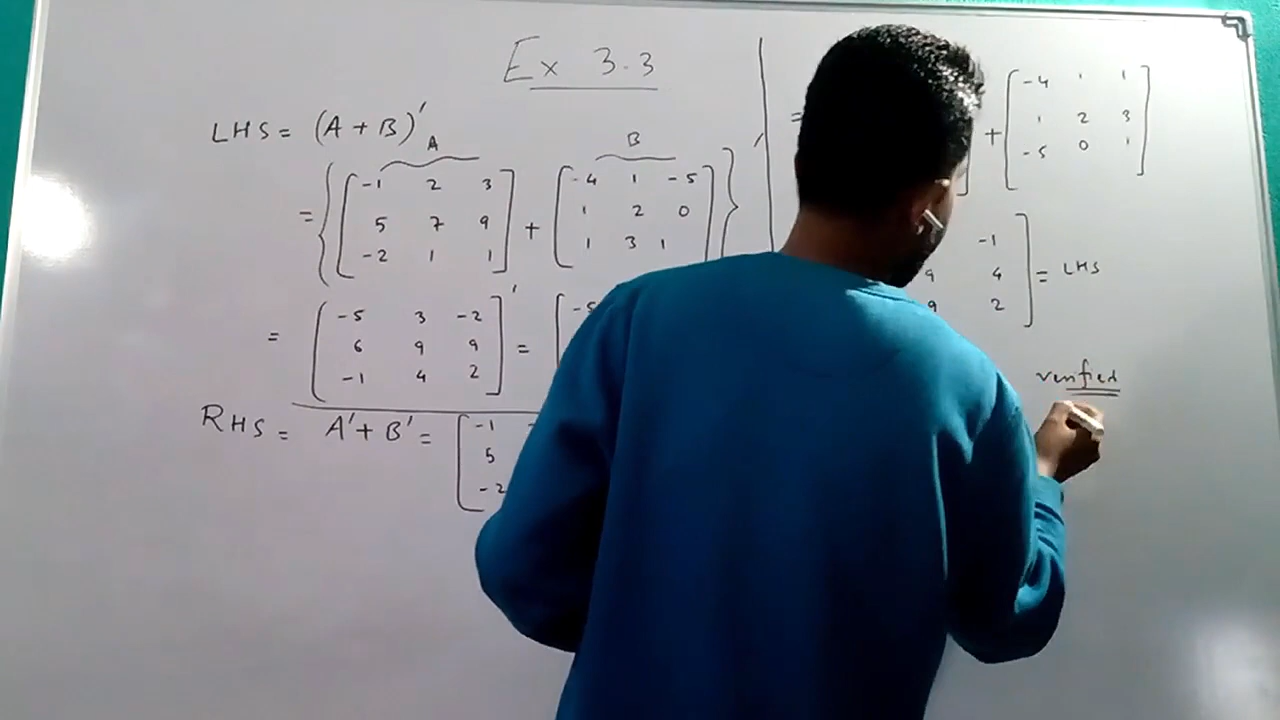 Ex 3.3
LHS = (A + B)'
A B
= { [ -1 2 3
5 7 9
-2 1 1 ] + [ -4 1 -5
1 2 0
1 3 1 ] }'
= [ -5 3 -2
6 9 9
-1 4 2 ]' = [ -5
RHS = A' + B' = [ -1
5
-2
= + [ -4 1 1
1 2 3
-5 0 1 ]
-1
9 4
9 2 ] = LHS
verified